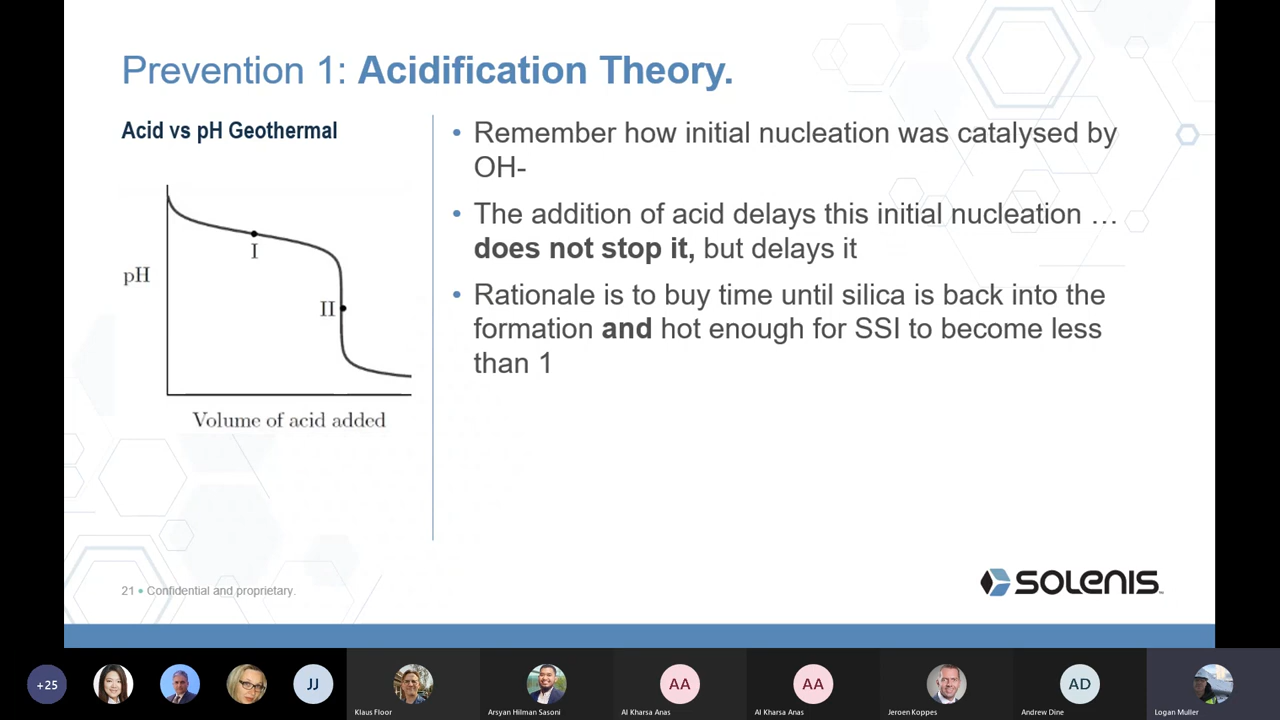 Prevention 1: Acidification Theory.
Acid vs pH Geothermal
pH
I
II
Volume of acid added
• Remember how initial nucleation was catalysed by
OH-
• The addition of acid delays this initial nucleation …
does not stop it, but delays it
• Rationale is to buy time until silica is back into the
formation and hot enough for SSI to become less
than 1
21 • Confidential and proprietary.
SOLENIS
+25
JJ
Klaus Floor
Arsyan Hilman Sasoni
AA
Al Kharsa Anas
AA
Al Kharsa Anas
Jeroen Koppes
AD
Andrew Dine
Logan Muller